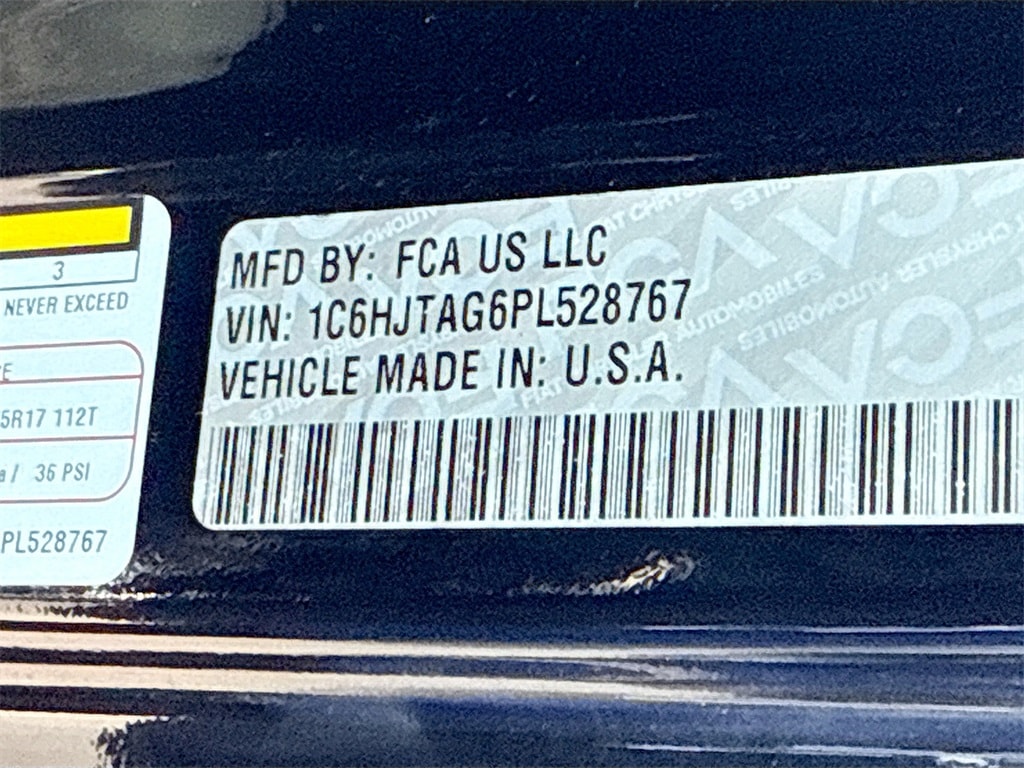 3
NEVER EXCEED
5R17 112T
36 PSI
PL528767
MFD BY: FCA US LLC
VIN: 1C6HJTAG6PL528767
VEHICLE MADE IN: U.S.A.